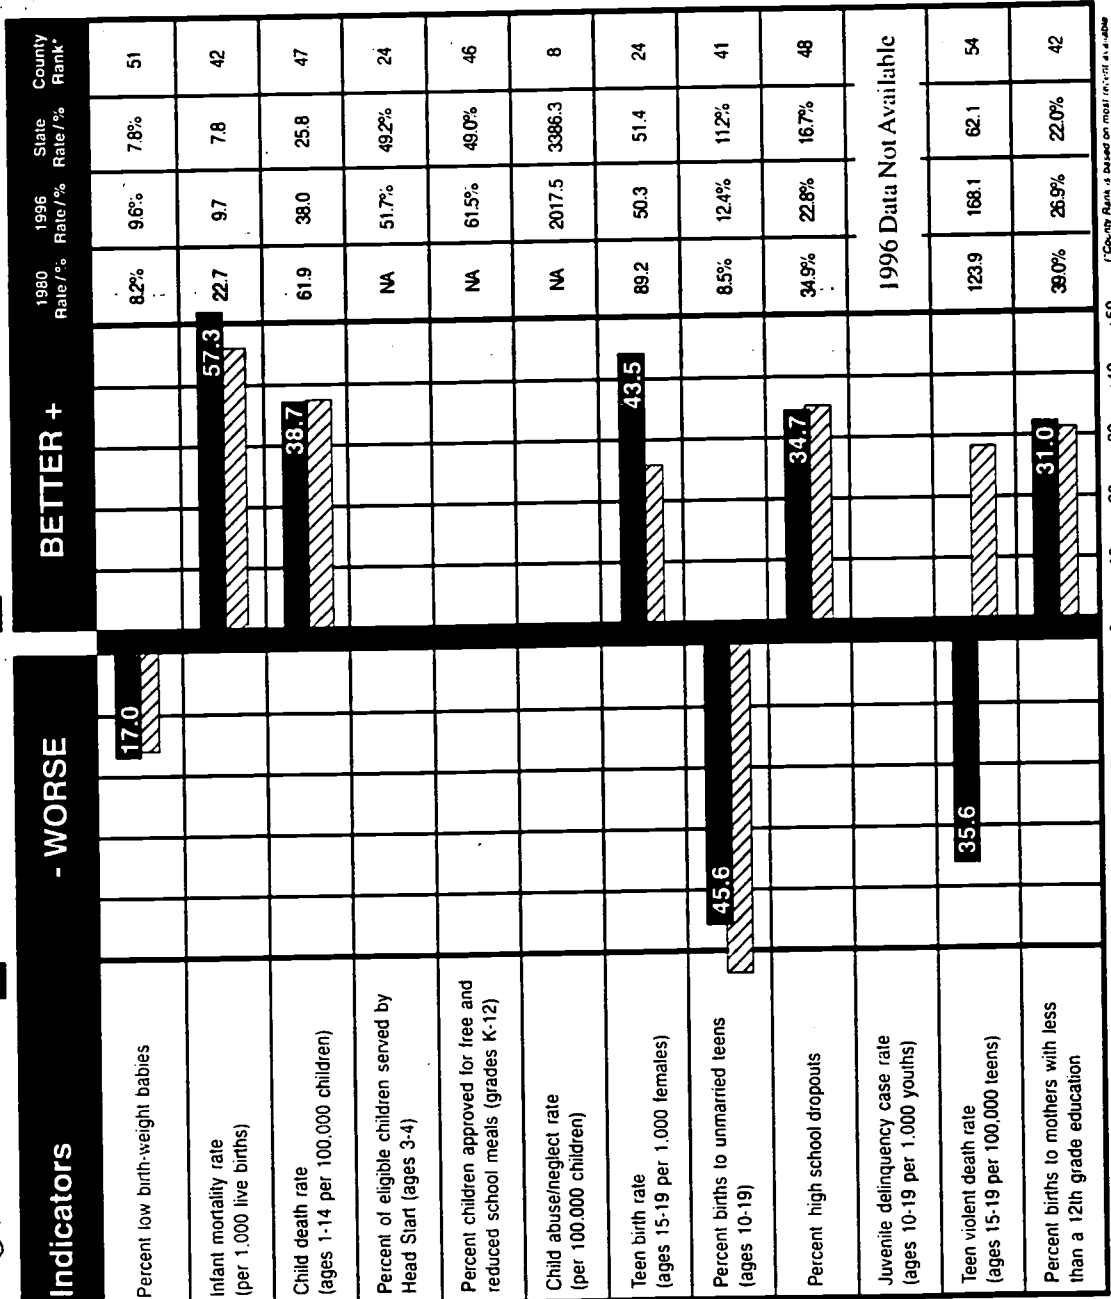 Indicators
- WORSE
BETTER +
1980
Rate / %
1996
Rate / %
State
Rate / %
County
Rank*
Percent low birth-weight babies
17.0
8.2%
9.6%
7.8%
51
Infant mortality rate
(per 1,000 live births)
57.3
22.7
9.7
7.8
42
Child death rate
(ages 1-14 per 100,000 children)
38.7
61.9
38.0
25.8
47
Percent of eligible children served by
Head Start (ages 3-4)
NA
51.7%
49.2%
24
Percent children approved for free and
reduced school meals (grades K-12)
NA
61.5%
49.0%
46
Child abuse/neglect rate
(per 100,000 children)
NA
2017.5
3386.3
8
Teen birth rate
(ages 15-19 per 1,000 females)
43.5
89.2
50.3
51.4
24
Percent births to unmarried teens
(ages 10-19)
45.6
8.5%
12.4%
11.2%
41
Percent high school dropouts
34.7
34.9%
22.8%
16.7%
48
Juvenile delinquency case rate
(ages 10-19 per 1,000 youths)
1996 Data Not Available
Teen violent death rate
(ages 15-19 per 100,000 teens)
35.6
123.9
168.1
62.1
54
Percent births to mothers with less
than a 12th grade education
31.0
39.0%
26.9%
22.0%
42
(*County Rank is based on most recent available